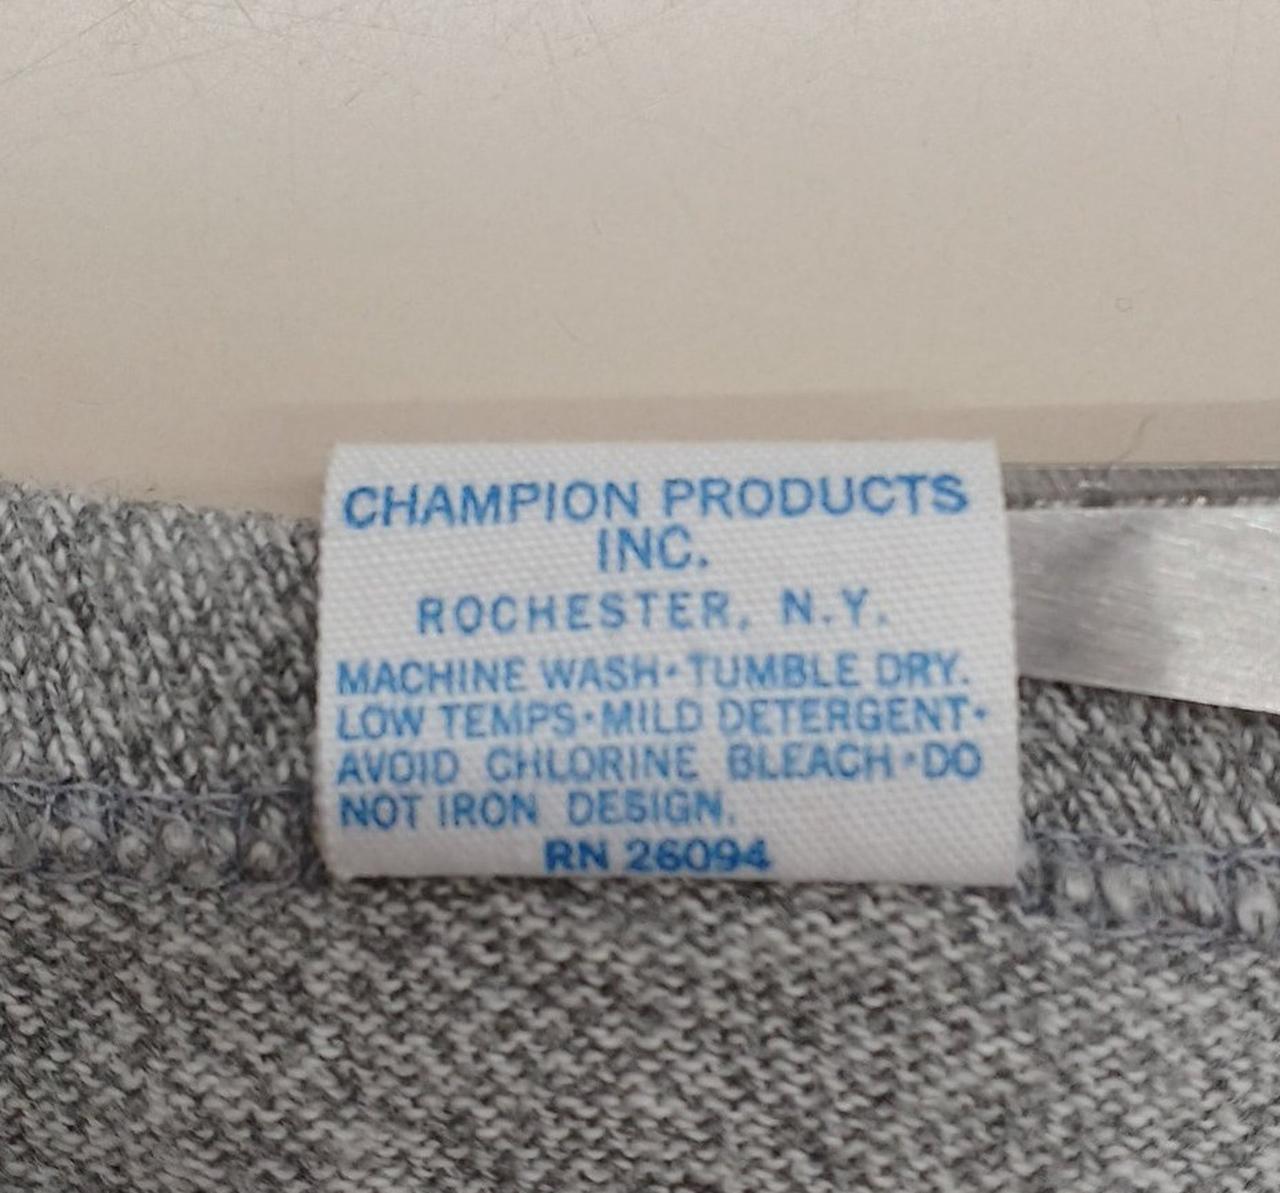 CHAMPION PRODUCTS
INC.
ROCHESTER, N.Y.
MACHINE WASH·TUMBLE DRY.
LOW TEMPS·MILD DETERGENT·
AVOID CHLORINE BLEACH·DO
NOT IRON DESIGN.
RN 26094